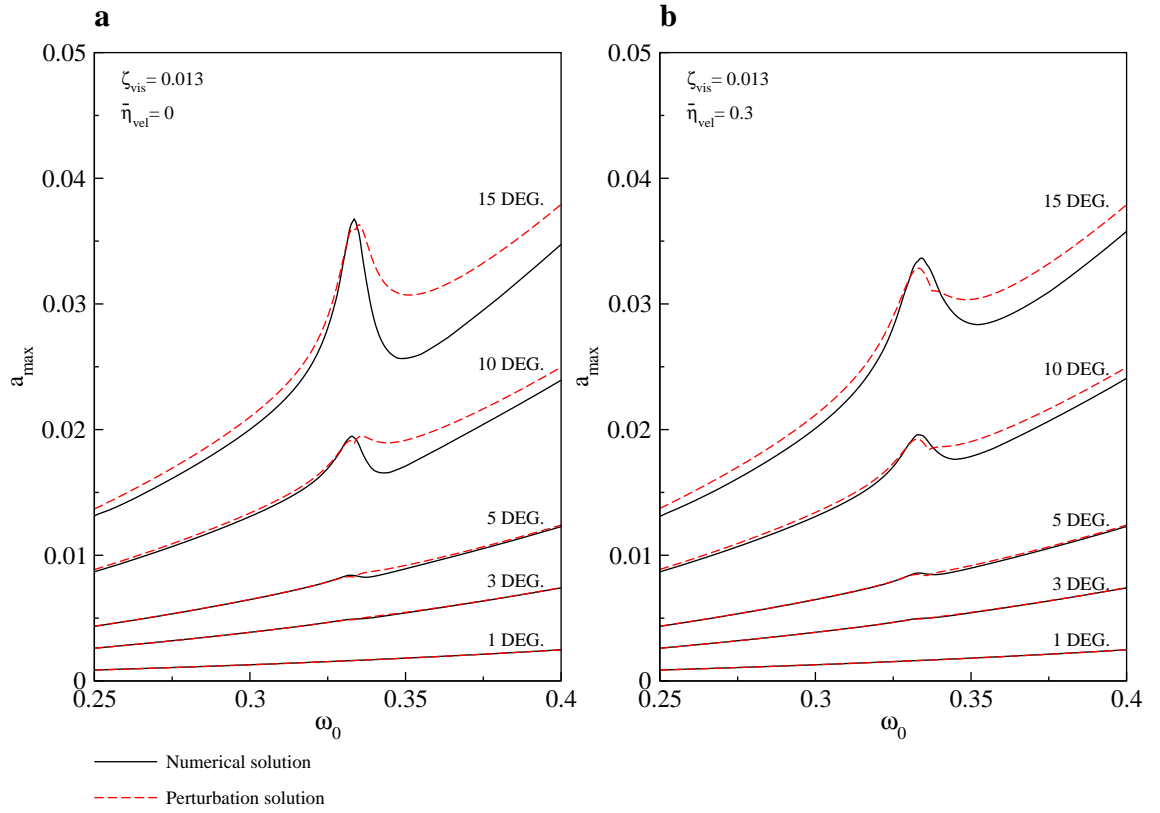 a
0.05
0.04
0.03
0.02
0.01
0
a_max
ζ_vis= 0.013
η̄_vel= 0
15 DEG.
10 DEG.
5 DEG.
3 DEG.
1 DEG.
0.25
0.3
0.35
0.4
ω_0
b
0.05
0.04
0.03
0.02
0.01
0
a_max
ζ_vis= 0.013
η̄_vel= 0.3
15 DEG.
10 DEG.
5 DEG.
3 DEG.
1 DEG.
0.25
0.3
0.35
0.4
ω_0
Numerical solution
Perturbation solution